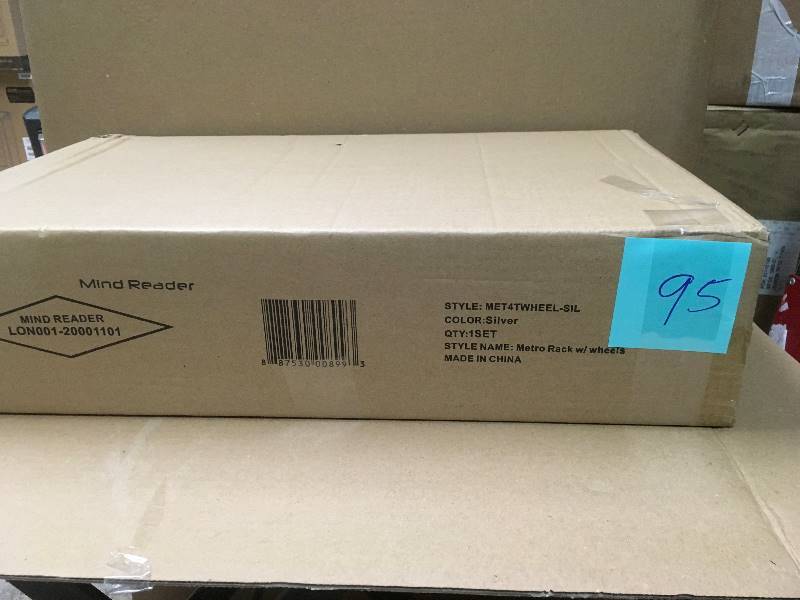 Mind Reader
MIND READER
LON001-20001101
8 87530 00899 3
STYLE: MET4TWHEEL-SIL
COLOR:Silver
QTY:1SET
STYLE NAME: Metro Rack w/ wheels
MADE IN CHINA
95